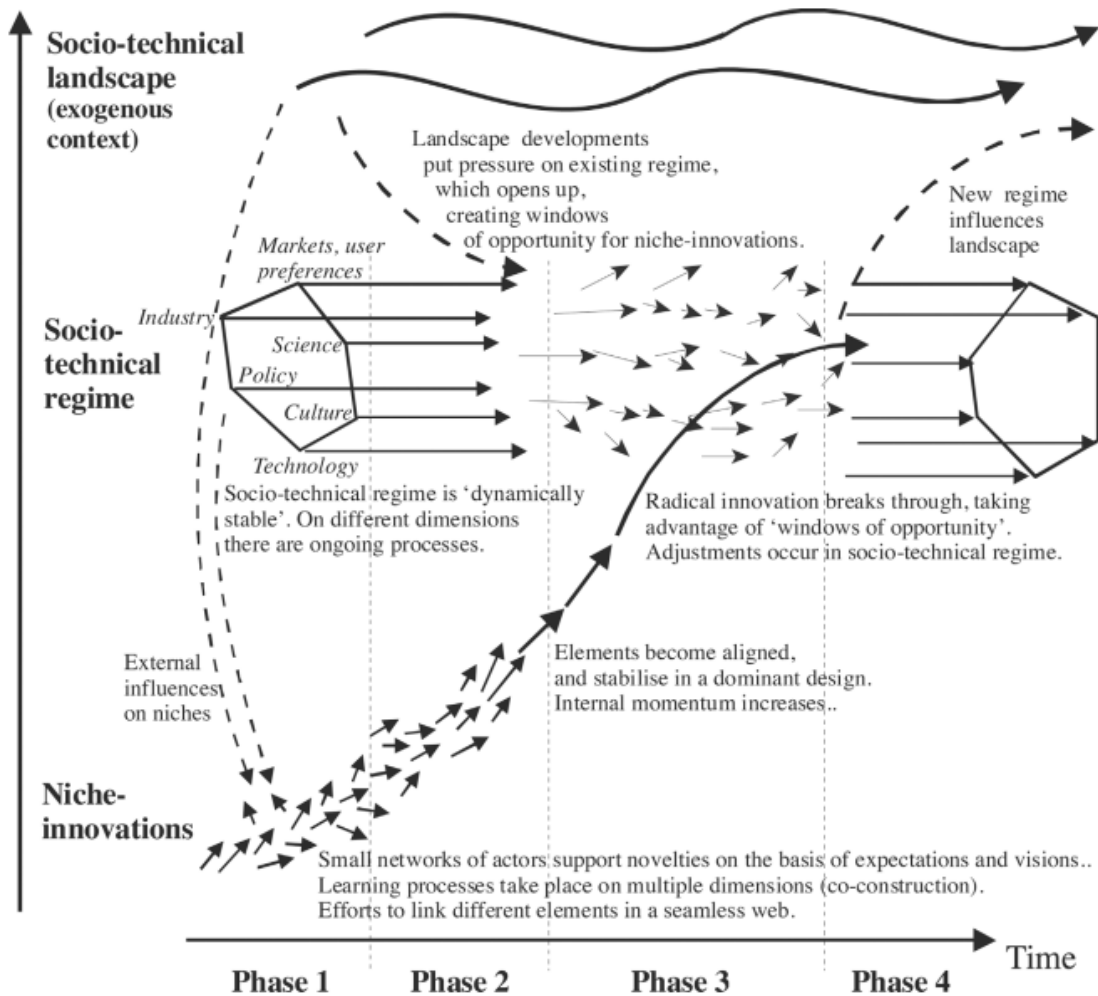 Socio-technical
landscape
(exogenous
context)
Landscape developments
put pressure on existing regime,
which opens up,
creating windows
of opportunity for niche-innovations.
New regime
influences
landscape
Markets, user
preferences
Industry
Science
Policy
Culture
Technology
Socio-
technical
regime
Socio-technical regime is ‘dynamically
stable’. On different dimensions
there are ongoing processes.
Radical innovation breaks through, taking
advantage of ‘windows of opportunity’.
Adjustments occur in socio-technical regime.
External
influences
on niches
Elements become aligned,
and stabilise in a dominant design.
Internal momentum increases..
Niche-
innovations
Small networks of actors support novelties on the basis of expectations and visions..
Learning processes take place on multiple dimensions (co-construction).
Efforts to link different elements in a seamless web.
Time
Phase 1
Phase 2
Phase 3
Phase 4